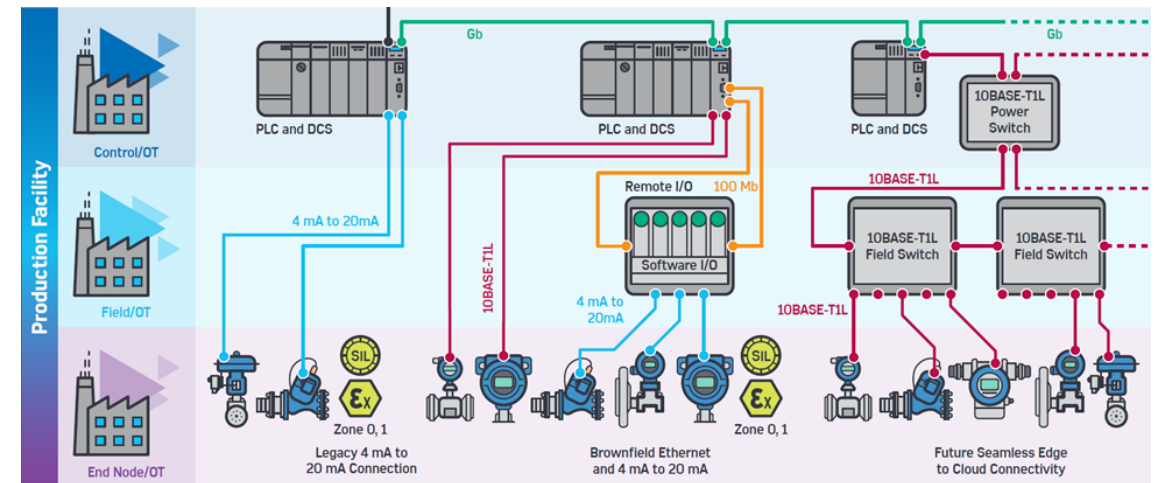 Production Facility
Control/OT
Field/OT
End Node/OT
Gb
Gb
PLC and DCS
PLC and DCS
PLC and DCS
10BASE-T1L
Power
Switch
4 mA to 20mA
10BASE-T1L
Remote I/O
100 Mb
Software I/O
4 mA to
20mA
10BASE-T1L
10BASE-T1L
Field Switch
10BASE-T1L
Field Switch
10BASE-T1L
SIL
εx
Zone 0, 1
SIL
εx
Zone 0, 1
Legacy 4 mA to
20 mA Connection
Brownfield Ethernet
and 4 mA to 20 mA
Future Seamless Edge
to Cloud Connectivity